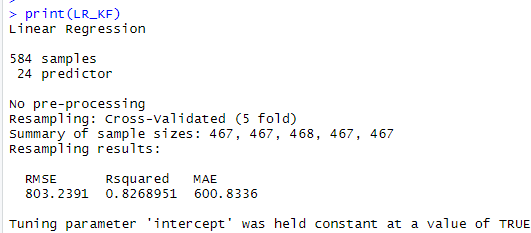 > print(LR_KF)
Linear Regression
584 samples
24 predictor
No pre-processing
Resampling: Cross-Validated (5 fold)
Summary of sample sizes: 467, 467, 468, 467, 467
Resampling results:
RMSE Rsquared MAE
803.2391 0.8268951 600.8336
Tuning parameter 'intercept' was held constant at a value of TRUE